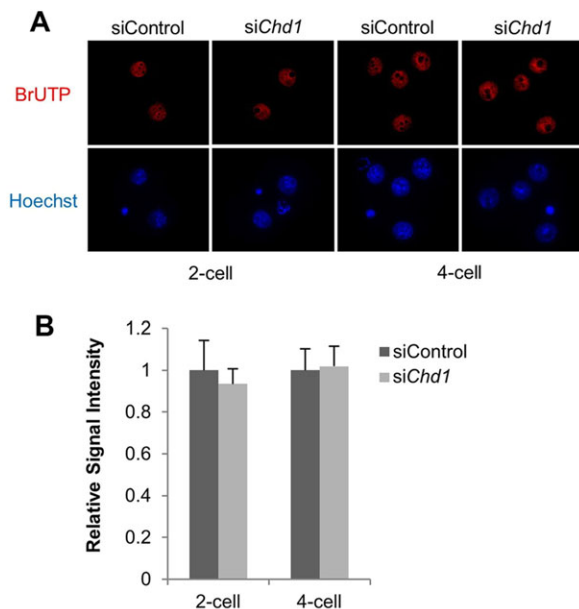 A
siControl siChd1 siControl siChd1
BrUTP
Hoechst
2-cell 4-cell
B
Relative Signal Intensity
1.2
1
0.8
0.6
0.4
0.2
0
siControl
siChd1
2-cell 4-cell